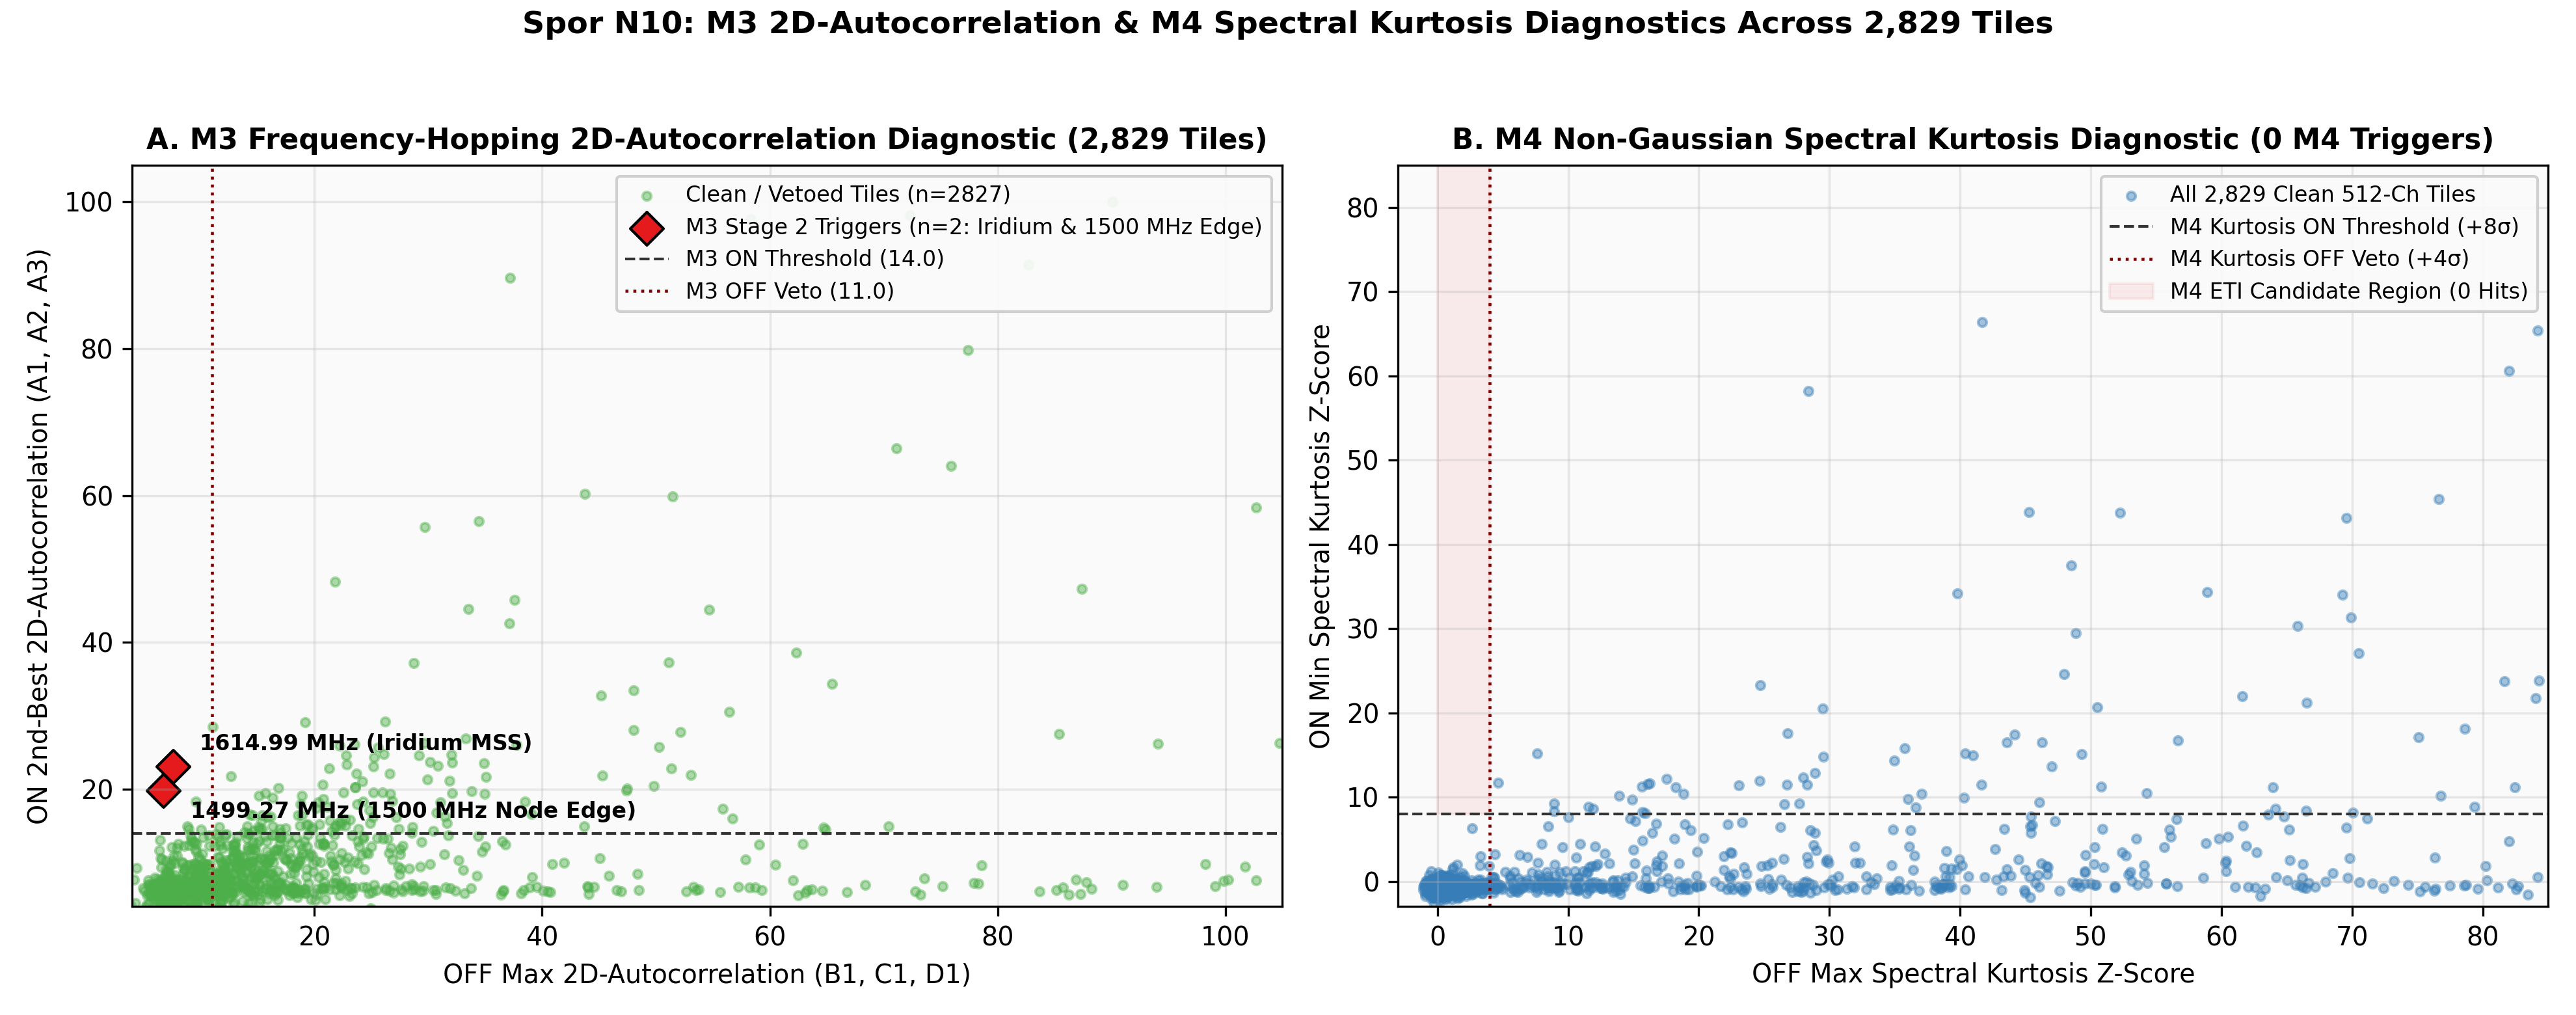 Spor N10: M3 2D-Autocorrelation & M4 Spectral Kurtosis Diagnostics Across 2,829 Tiles
A. M3 Frequency-Hopping 2D-Autocorrelation Diagnostic (2,829 Tiles)
ON 2nd-Best 2D-Autocorrelation (A1, A2, A3)
100
80
60
40
20
Clean / Vetoed Tiles (n=2827)
M3 Stage 2 Triggers (n=2: Iridium & 1500 MHz Edge)
M3 ON Threshold (14.0)
M3 OFF Veto (11.0)
1614.99 MHz (Iridium MSS)
1499.27 MHz (1500 MHz Node Edge)
20 40 60 80 100
OFF Max 2D-Autocorrelation (B1, C1, D1)
B. M4 Non-Gaussian Spectral Kurtosis Diagnostic (0 M4 Triggers)
ON Min Spectral Kurtosis Z-Score
80
70
60
50
40
30
20
10
0
All 2,829 Clean 512-Ch Tiles
M4 Kurtosis ON Threshold (+8σ)
M4 Kurtosis OFF Veto (+4σ)
M4 ETI Candidate Region (0 Hits)
0 10 20 30 40 50 60 70 80
OFF Max Spectral Kurtosis Z-Score